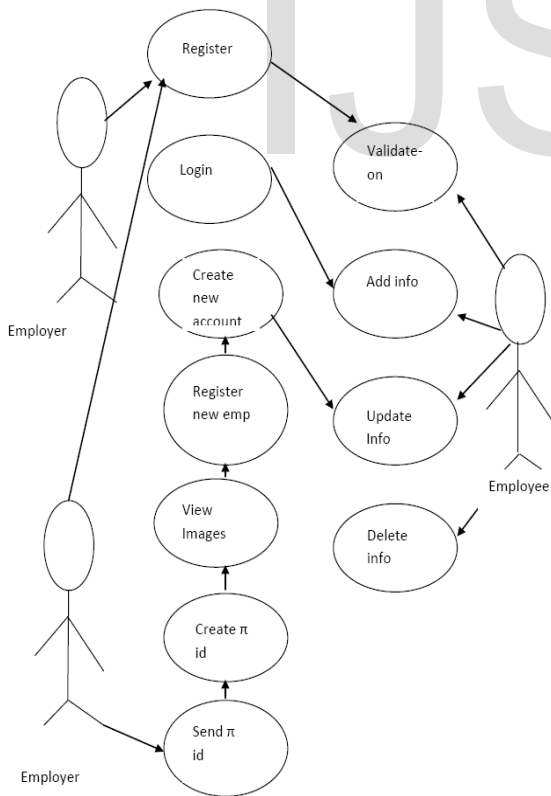 IJS
Register
Validate-
on
Login
Create
new
account
Add info
Employer
Register
new emp
Update
Info
Employee
View
Images
Delete
info
Create π
id
Send π
id
Employer